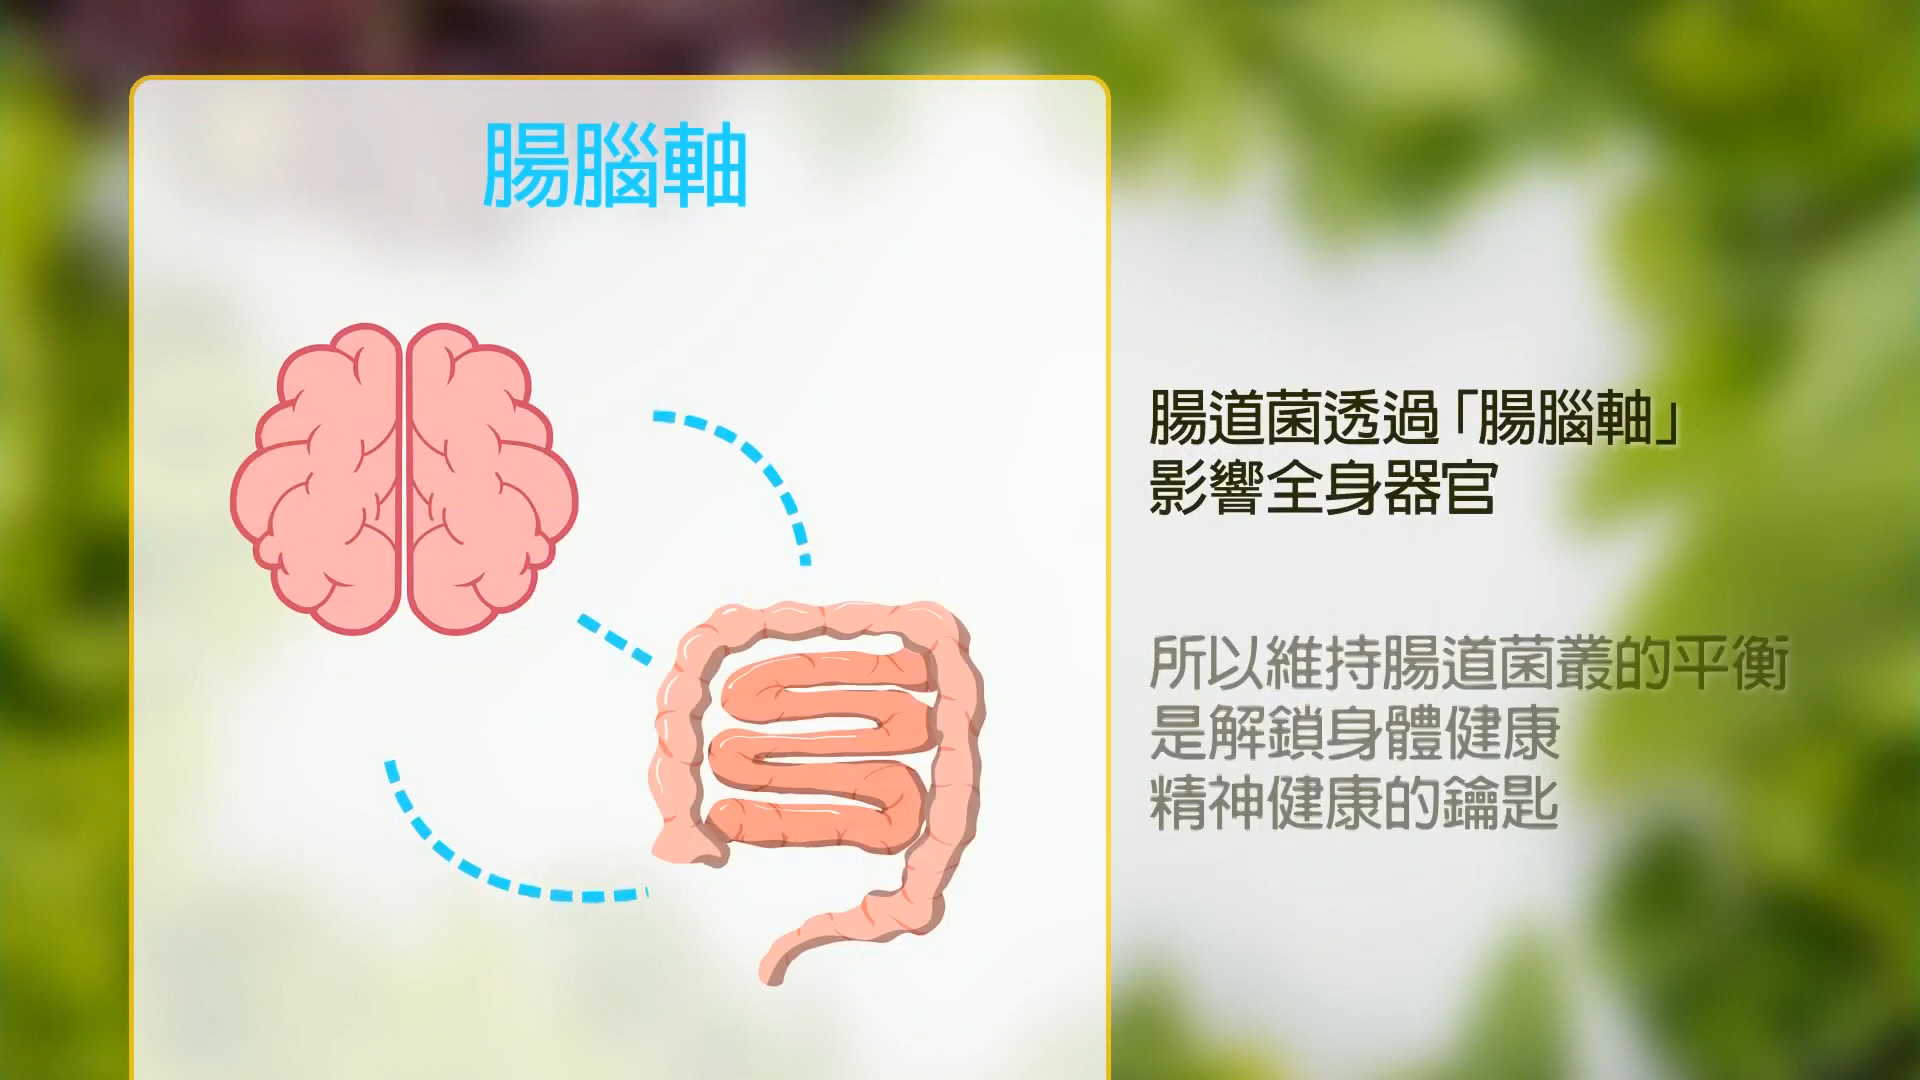 腸腦軸
腸道菌透過「腸腦軸」
影響全身器官
所以維持腸道菌叢的平衡
是解鎖身體健康
精神健康的鑰匙